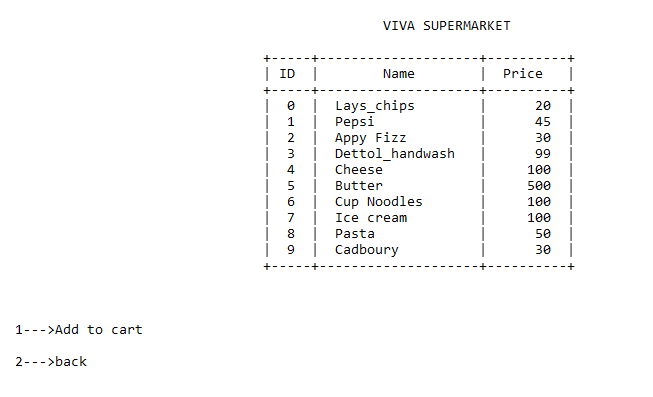 VIVA SUPERMARKET
+-----+--------------------+----------+
| ID | Name | Price |
+-----+--------------------+----------+
| 0 | Lays_chips | 20 |
| 1 | Pepsi | 45 |
| 2 | Appy Fizz | 30 |
| 3 | Dettol_handwash | 99 |
| 4 | Cheese | 100 |
| 5 | Butter | 500 |
| 6 | Cup Noodles | 100 |
| 7 | Ice cream | 100 |
| 8 | Pasta | 50 |
| 9 | Cadboury | 30 |
+-----+--------------------+----------+
1--->Add to cart
2--->back